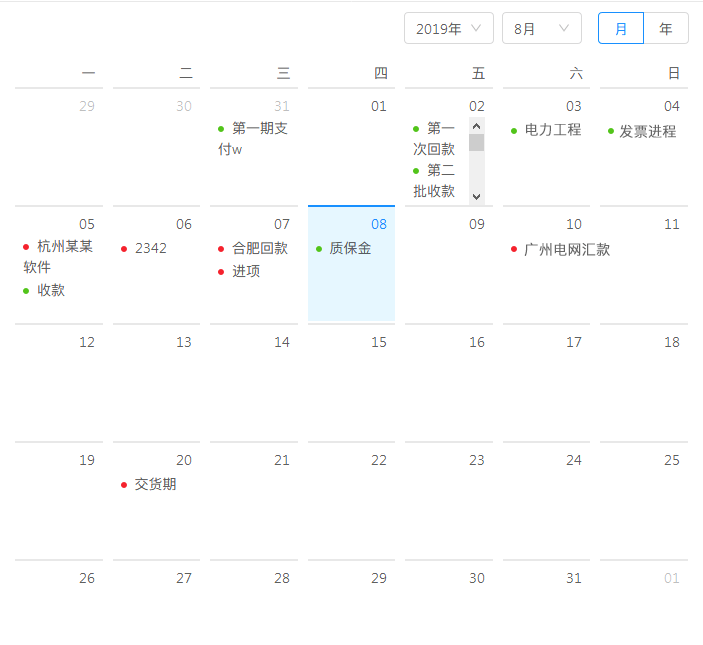 2019年 8月 月 年
一 二 三 四 五 六 日
29 30 31 01 02 03 04
第一期支
付w
第一
次回款
第二
批收款
电力工程
发票进程
05 06 07 08 09 10 11
杭州某某
软件
收款
2342
合肥回款
进项
质保金
广州电网汇款
12 13 14 15 16 17 18
19 20 21 22 23 24 25
交货期
26 27 28 29 30 31 01